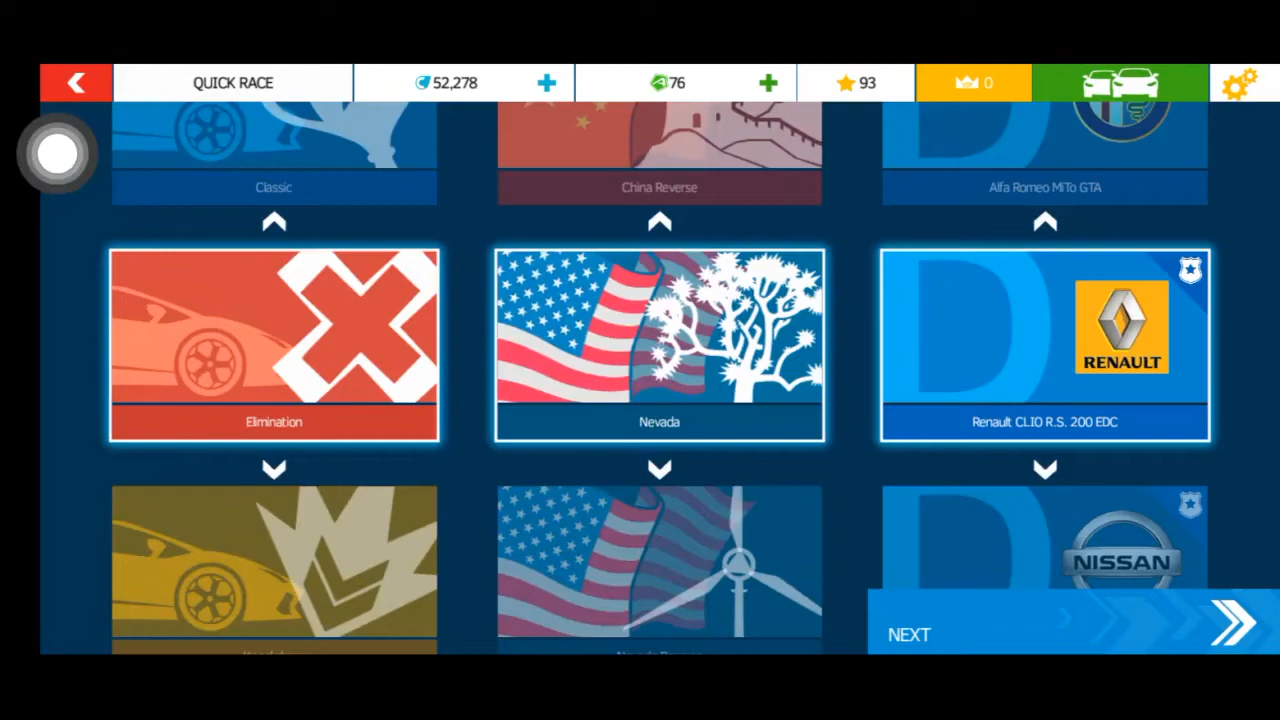 QUICK RACE
52,278
76
93
0
Classic
China Reverse
Alfa Romeo MiTo GTA
RENAULT
Elimination
Nevada
Renault CLIO R.S. 200 EDC
NISSAN
NEXT